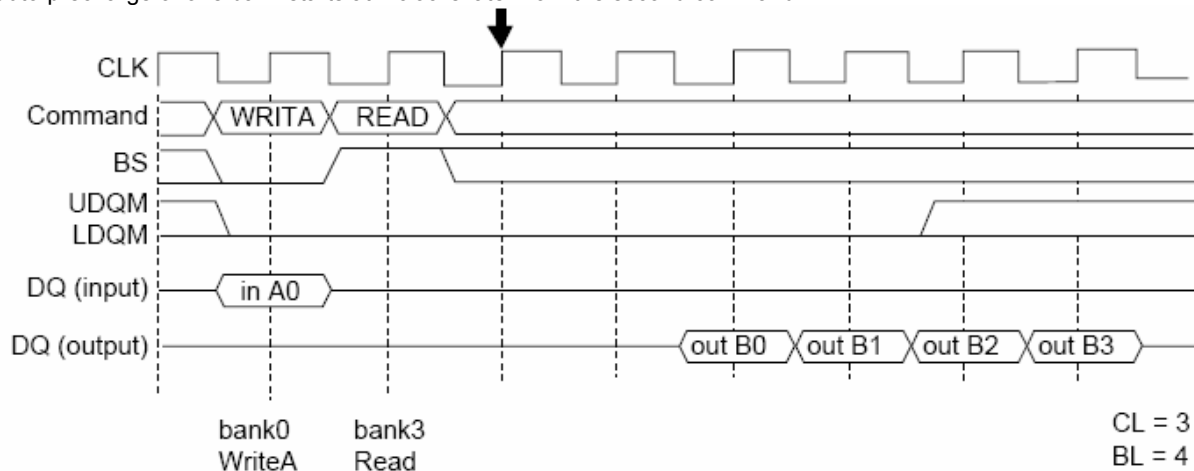 CLK
Command WRITA READ
BS
UDQM
LDQM
DQ (input) in A0
DQ (output) out B0 out B1 out B2 out B3
bank0 bank3 CL = 3
WriteA Read BL = 4